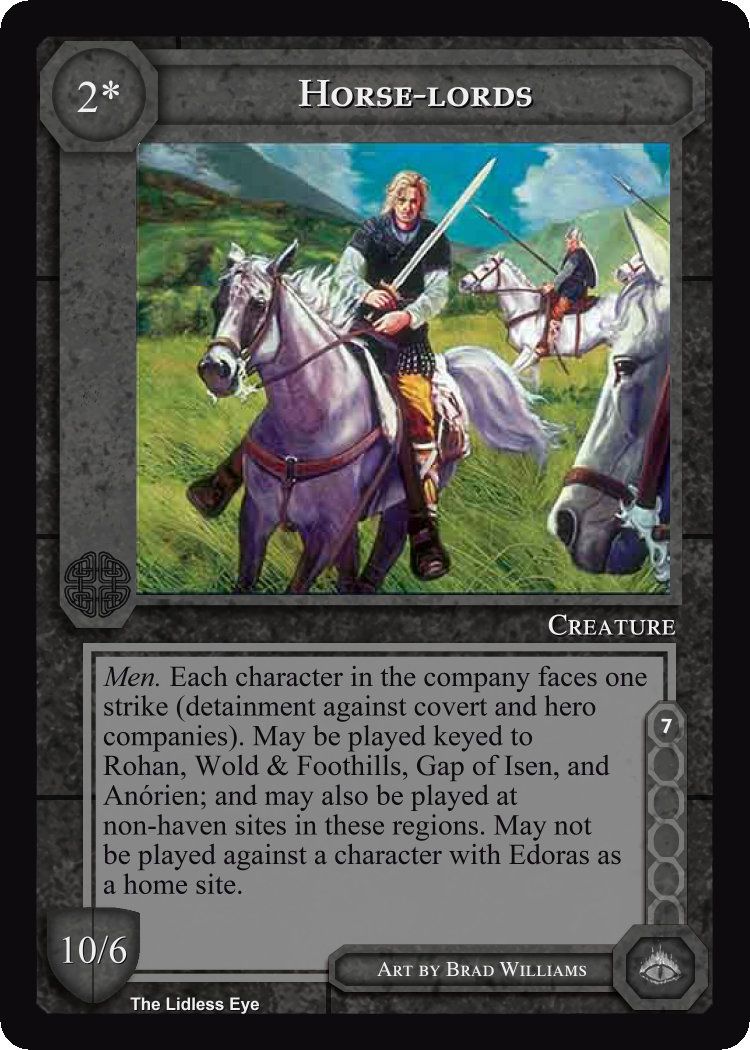 2*
Horse-lords
Creature
Men. Each character in the company faces one
strike (detainment against covert and hero
companies). May be played keyed to
Rohan, Wold & Foothills, Gap of Isen, and
Anórien; and may also be played at
non-haven sites in these regions. May not
be played against a character with Edoras as
a home site.
7
10/6
Art by Brad Williams
The Lidless Eye